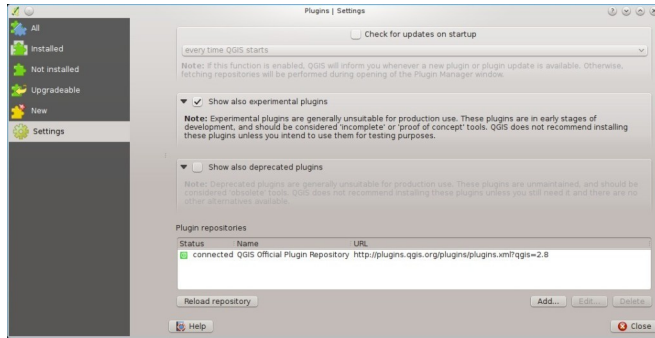 Plugins | Settings
All
Installed
Not installed
Upgradeable
New
Settings
Check for updates on startup
every time QGIS starts
Note: If this function is enabled, QGIS will inform you whenever a new plugin or plugin update is available. Otherwise,
fetching repositories will be performed during opening of the Plugin Manager window.
Show also experimental plugins
Note: Experimental plugins are generally unsuitable for production use. These plugins are in early stages of
development, and should be considered 'incomplete' or 'proof of concept' tools. QGIS does not recommend installing
these plugins unless you intend to use them for testing purposes.
Show also deprecated plugins
Note: Deprecated plugins are generally unsuitable for production use. These plugins are unmaintained, and should be
considered 'obsolete' tools. QGIS does not recommend installing these plugins unless you still need it and there are no
other alternatives available.
Plugin repositories
Status Name URL
connected QGIS Official Plugin Repository http://plugins.qgis.org/plugins/plugins.xml?qgis=2.8
Reload repository Add... Edit... Delete
Help Close